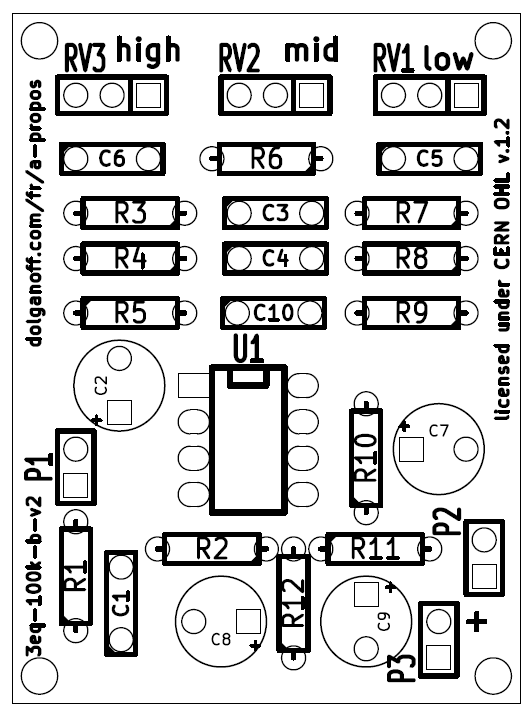 RV3 high RV2 mid RV1 low
C6 R6 C5
R3 C3 R7
R4 C4 R8
R5 C10 R9
U1
C2
+
C7
+
R10
P1
P2
R2 R11
R1
C1
R12
C8
+
C9
+
P3
+
dolganoff.com/fr/a-propos
licensed under CERN OHL v.1.2
3eq-100k-b-v2